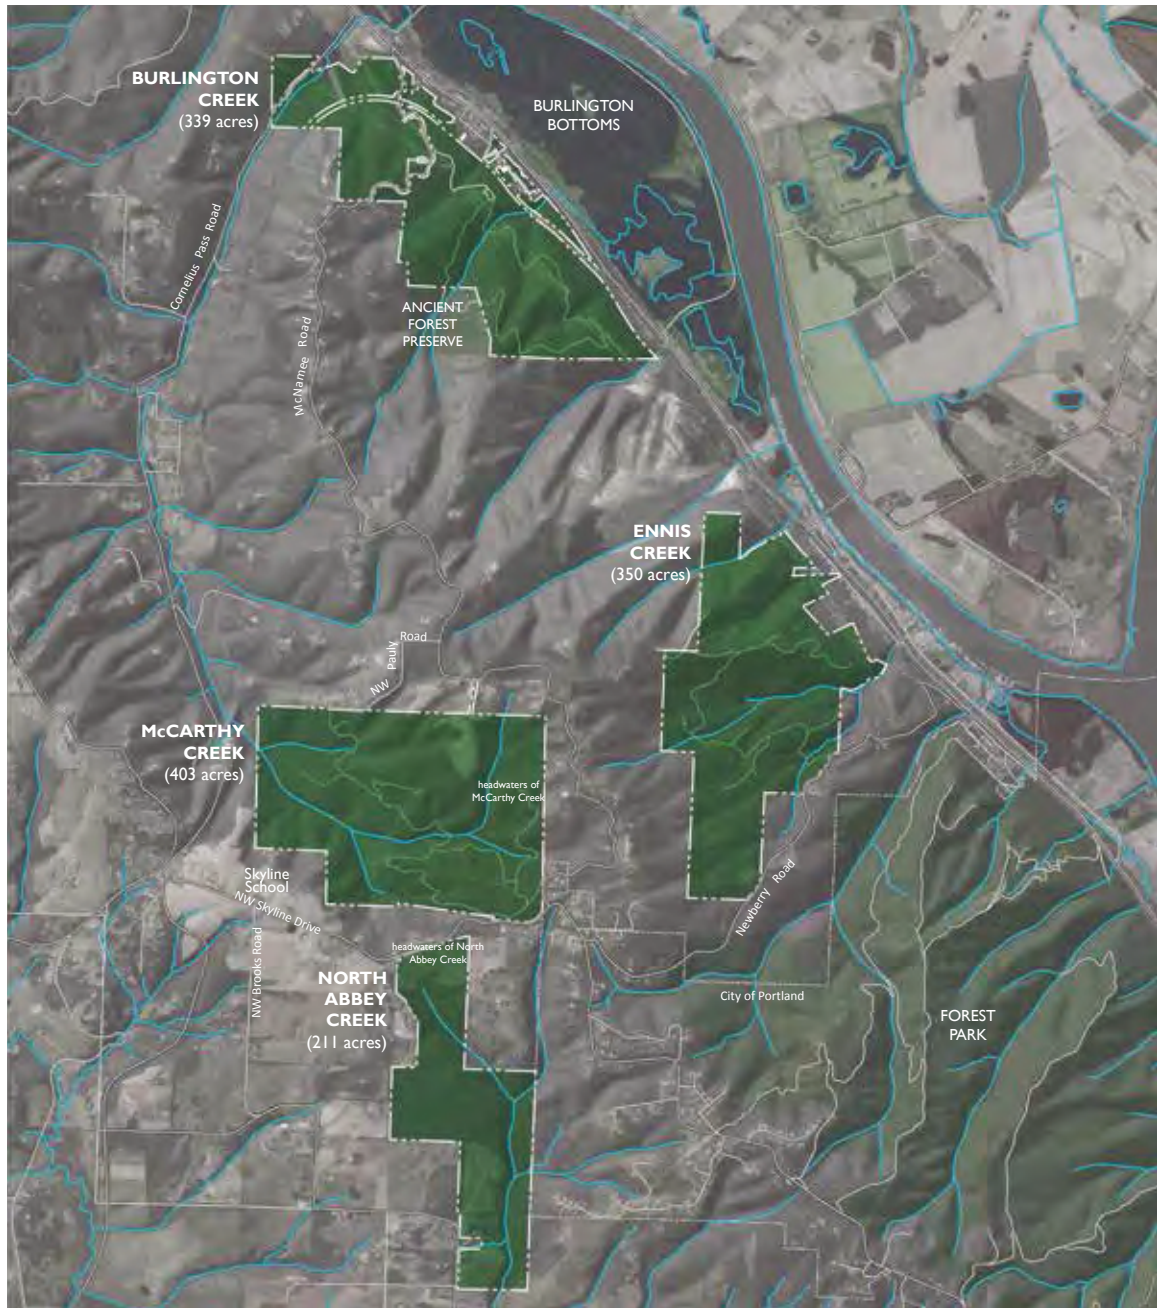 BURLINGTON
CREEK
(339 acres)
BURLINGTON
BOTTOMS
Cornelius Pass Road
McNamee Road
ANCIENT
FOREST
PRESERVE
ENNIS
CREEK
(350 acres)
NW Pauly Road
McCARTHY
CREEK
(403 acres)
headwaters of
McCarthy Creek
Skyline
School
NW Skyline Drive
Newberry Road
NW Brooks Road
headwaters of North
Abbey Creek
NORTH
ABBEY
CREEK
(211 acres)
City of Portland
FOREST
PARK